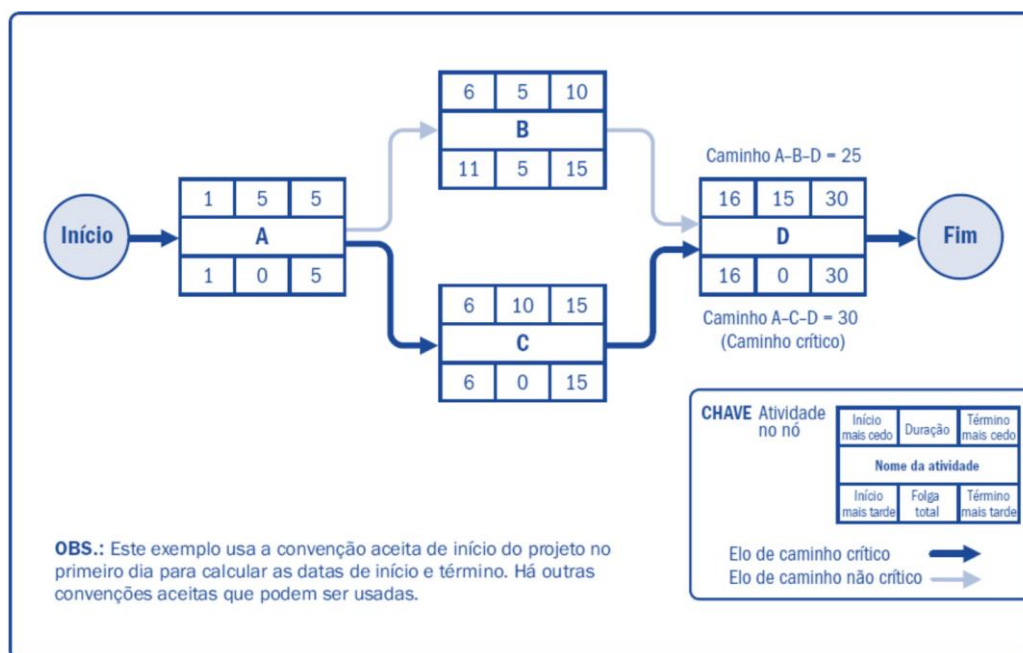 6 5 10
B
11 5 15
Caminho A–B–D = 25
Início
1 5 5
A
1 0 5
16 15 30
D
16 0 30
Fim
6 10 15
C
6 0 15
Caminho A–C–D = 30
(Caminho crítico)
CHAVE Atividade
no nó
Início
mais cedo
Duração
Término
mais cedo
Nome da atividade
Início
mais tarde
Folga
total
Término
mais tarde
OBS.: Este exemplo usa a convenção aceita de início do projeto no
primeiro dia para calcular as datas de início e término. Há outras
convenções aceitas que podem ser usadas.
Elo de caminho crítico
Elo de caminho não crítico